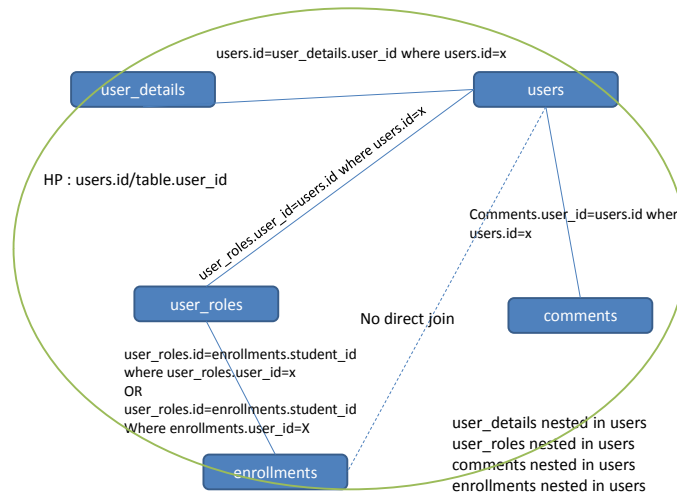 users.id=user_details.user_id where users.id=x
user_details
users
HP : users.id/table.user_id
user_roles.user_id=users.id where users.id=x
Comments.user_id=users.id wher
users.id=x
user_roles
No direct join
comments
user_roles.id=enrollments.student_id
where user_roles.user_id=x
OR
user_roles.id=enrollments.student_id
Where enrollments.user_id=X
enrollments
user_details nested in users
user_roles nested in users
comments nested in users
enrollments nested in users